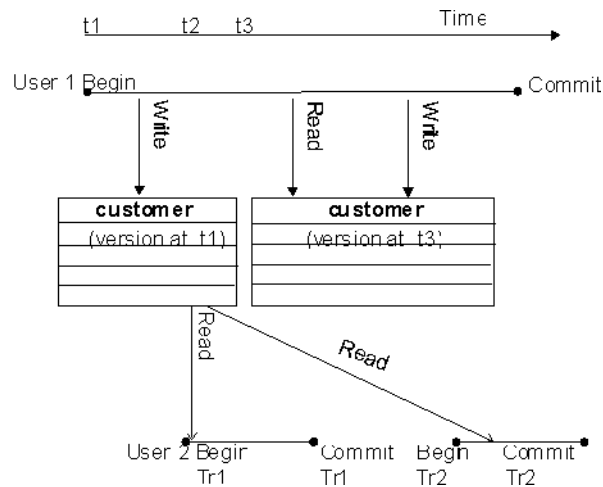 t1 t2 t3 Time
User 1 Begin Commit
Write Read Write
customer customer
(version at t1) (version at t3)
Read Read
User 2 Begin Commit Begin Commit
Tr1 Tr1 Tr2 Tr2